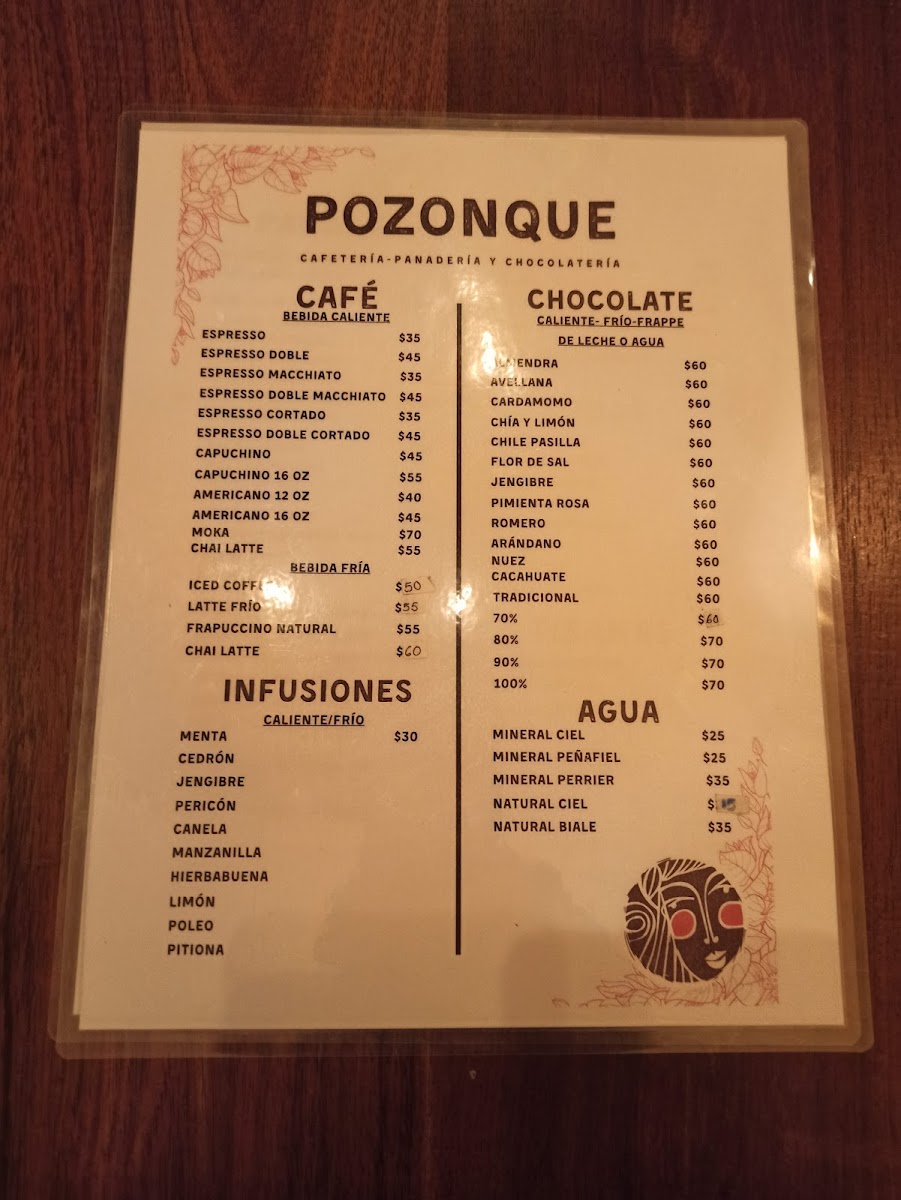 POZONQUE
CAFETERÍA-PANADERÍA Y CHOCOLATERÍA
CAFÉ
BEBIDA CALIENTE
ESPRESSO $35
ESPRESSO DOBLE $45
ESPRESSO MACCHIATO $35
ESPRESSO DOBLE MACCHIATO $45
ESPRESSO CORTADO $35
ESPRESSO DOBLE CORTADO $45
CAPUCHINO $45
CAPUCHINO 16 OZ $55
AMERICANO 12 OZ $40
AMERICANO 16 OZ $45
MOKA $70
CHAI LATTE $55
BEBIDA FRÍA
ICED $50
LATTE FRÍO $55
FRAPUCCINO NATURAL $55
CHAI LATTE $60
INFUSIONES
CALIENTE/FRÍO
MENTA $30
CEDRÓN
JENGIBRE
PERICÓN
CANELA
MANZANILLA
HIERBABUENA
LIMÓN
POLEO
PITIONA
CHOCOLATE
CALIENTE- FRÍO-FRAPPE
DE LECHE O AGUA
ALMENDRA $60
AVELLANA $60
CARDAMOMO $60
CHÍA Y LIMÓN $60
CHILE PASILLA $60
FLOR DE SAL $60
JENGIBRE $60
PIMIENTA ROSA $60
ROMERO $60
ARÁNDANO $60
NUEZ $60
CACAHUATE $60
TRADICIONAL $60
70% $60
80% $70
90% $70
100% $70
AGUA
MINERAL CIEL $25
MINERAL PEÑAFIEL $25
MINERAL PERRIER $35
NATURAL CIEL $
NATURAL BIALE $35